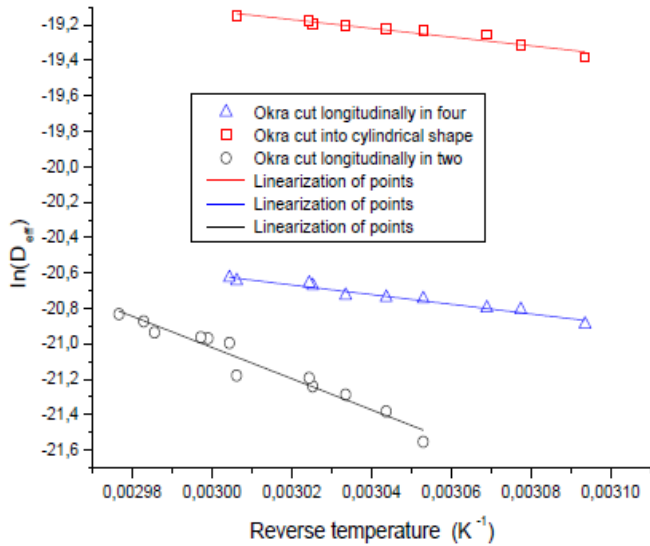 -19,2
-19,4
-19,6
-19,8
-20,0
-20,2
-20,4
-20,6
-20,8
-21,0
-21,2
-21,4
-21,6
ln(D_eff)
Okra cut longitudinally in four
Okra cut into cylindrical shape
Okra cut longitudinally in two
Linearization of points
Linearization of points
Linearization of points
0,00298 0,00300 0,00302 0,00304 0,00306 0,00308 0,00310
Reverse temperature (K⁻¹)